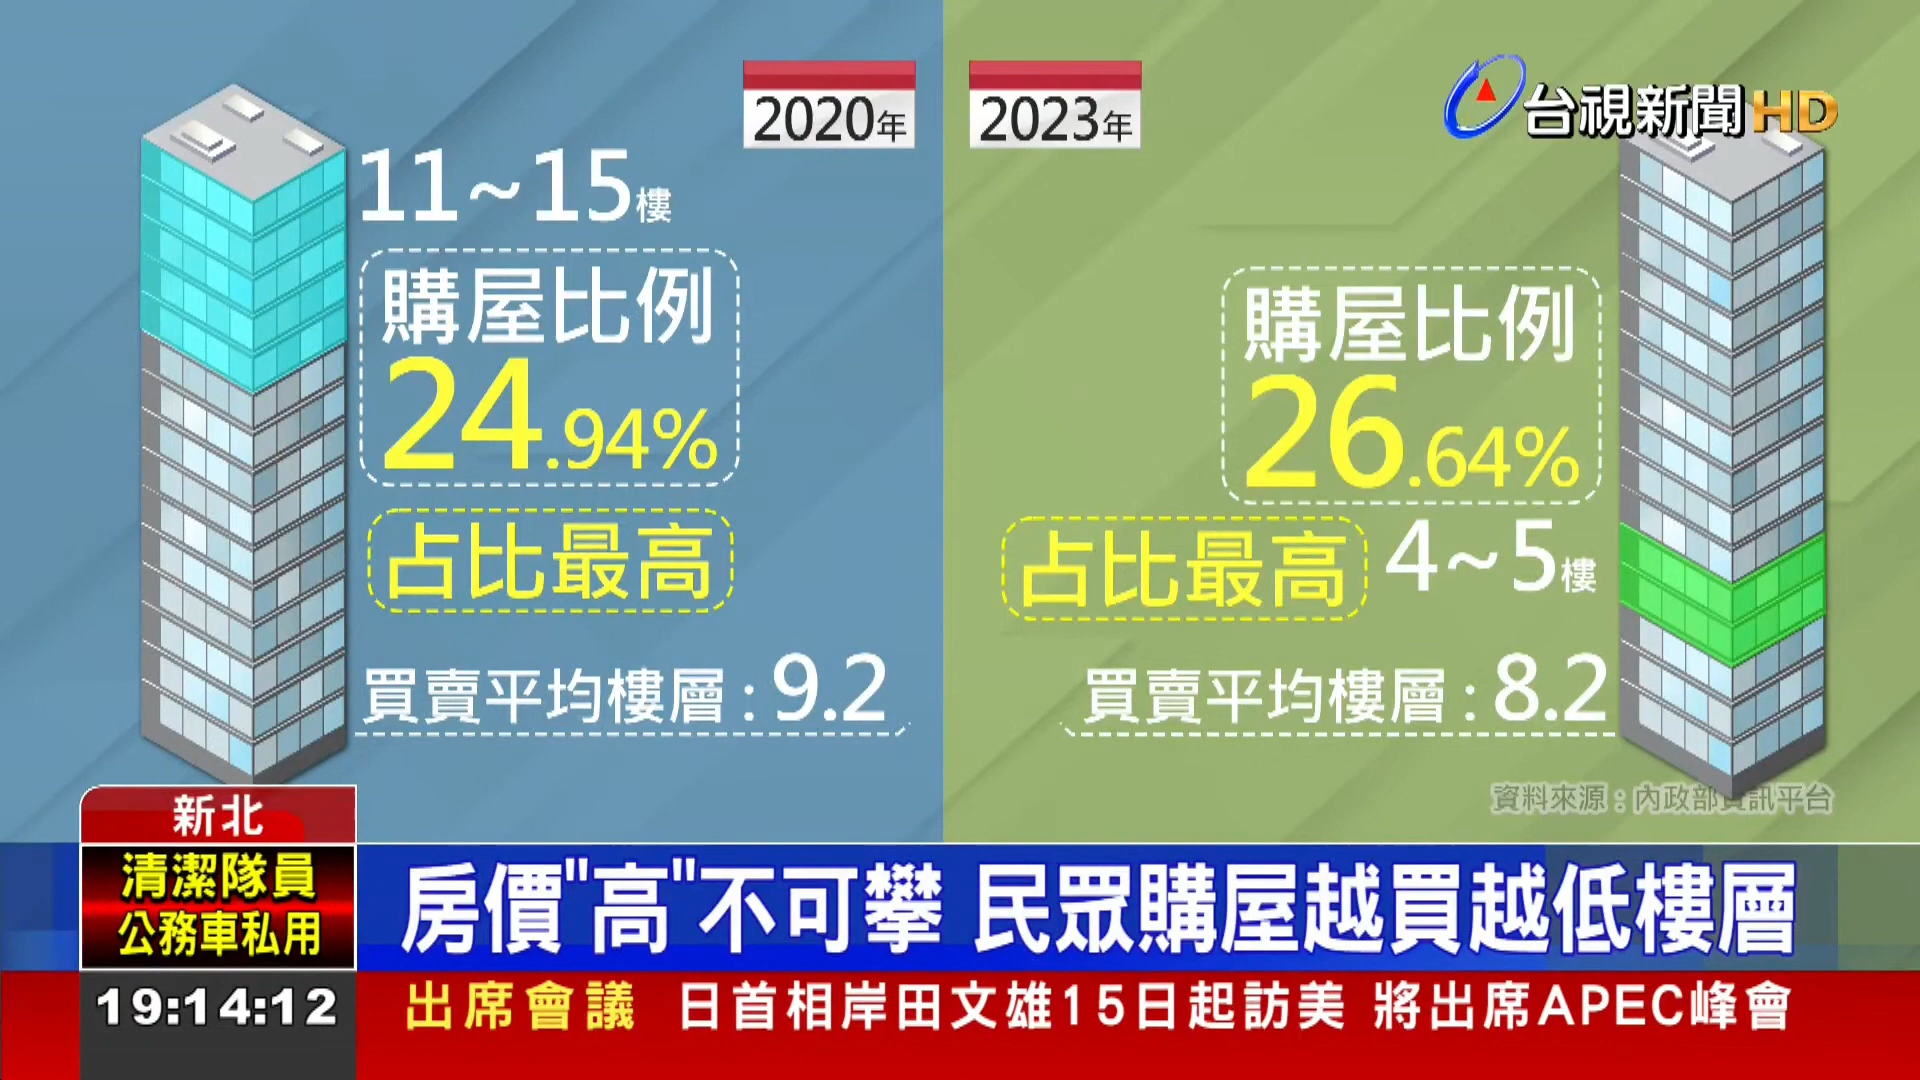 2020年
11~15樓
購屋比例
24.94%
占比最高
買賣平均樓層:9.2
2023年
台視新聞HD
購屋比例
26.64%
占比最高 4~5樓
買賣平均樓層:8.2
資料來源:內政部資訊平台
新北
清潔隊員
公務車私用
房價"高"不可攀 民眾購屋越買越低樓層
19:14:12
出席會議 日首相岸田文雄15日起訪美 將出席APEC峰會